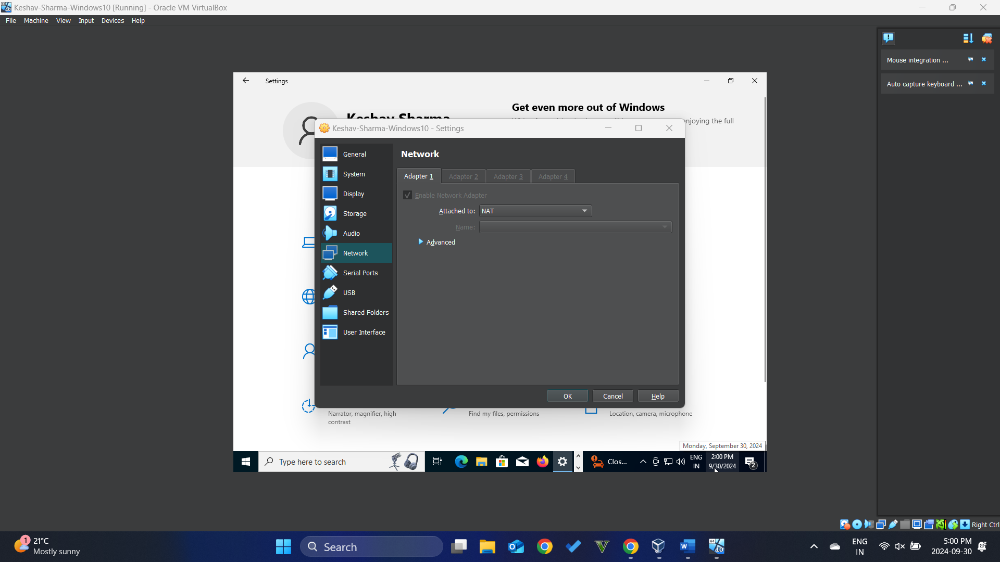 Keshav-Sharma-Windows10 [Running] - Oracle VM VirtualBox
File Machine View Input Devices Help
Mouse integration ...
Auto capture keyboard ...
Settings
Get even more out of Windows
Keshav Sharma
enjoying the full
Keshav-Sharma-Windows10 - Settings
General
System
Display
Storage
Audio
Network
Serial Ports
USB
Shared Folders
User Interface
Network
Adapter 1 Adapter 2 Adapter 3 Adapter 4
Enable Network Adapter
Attached to: NAT
Name:
Advanced
OK Cancel Help
Narrator, magnifier, high
contrast
Find my files, permissions
Location, camera, microphone
Monday, September 30, 2024
Type here to search
Clos...
ENG
IN
2:00 PM
9/30/2024
2
Right Ctrl
1
21°C
Mostly sunny
Search
64
10
ENG
IN
5:00 PM
2024-09-30